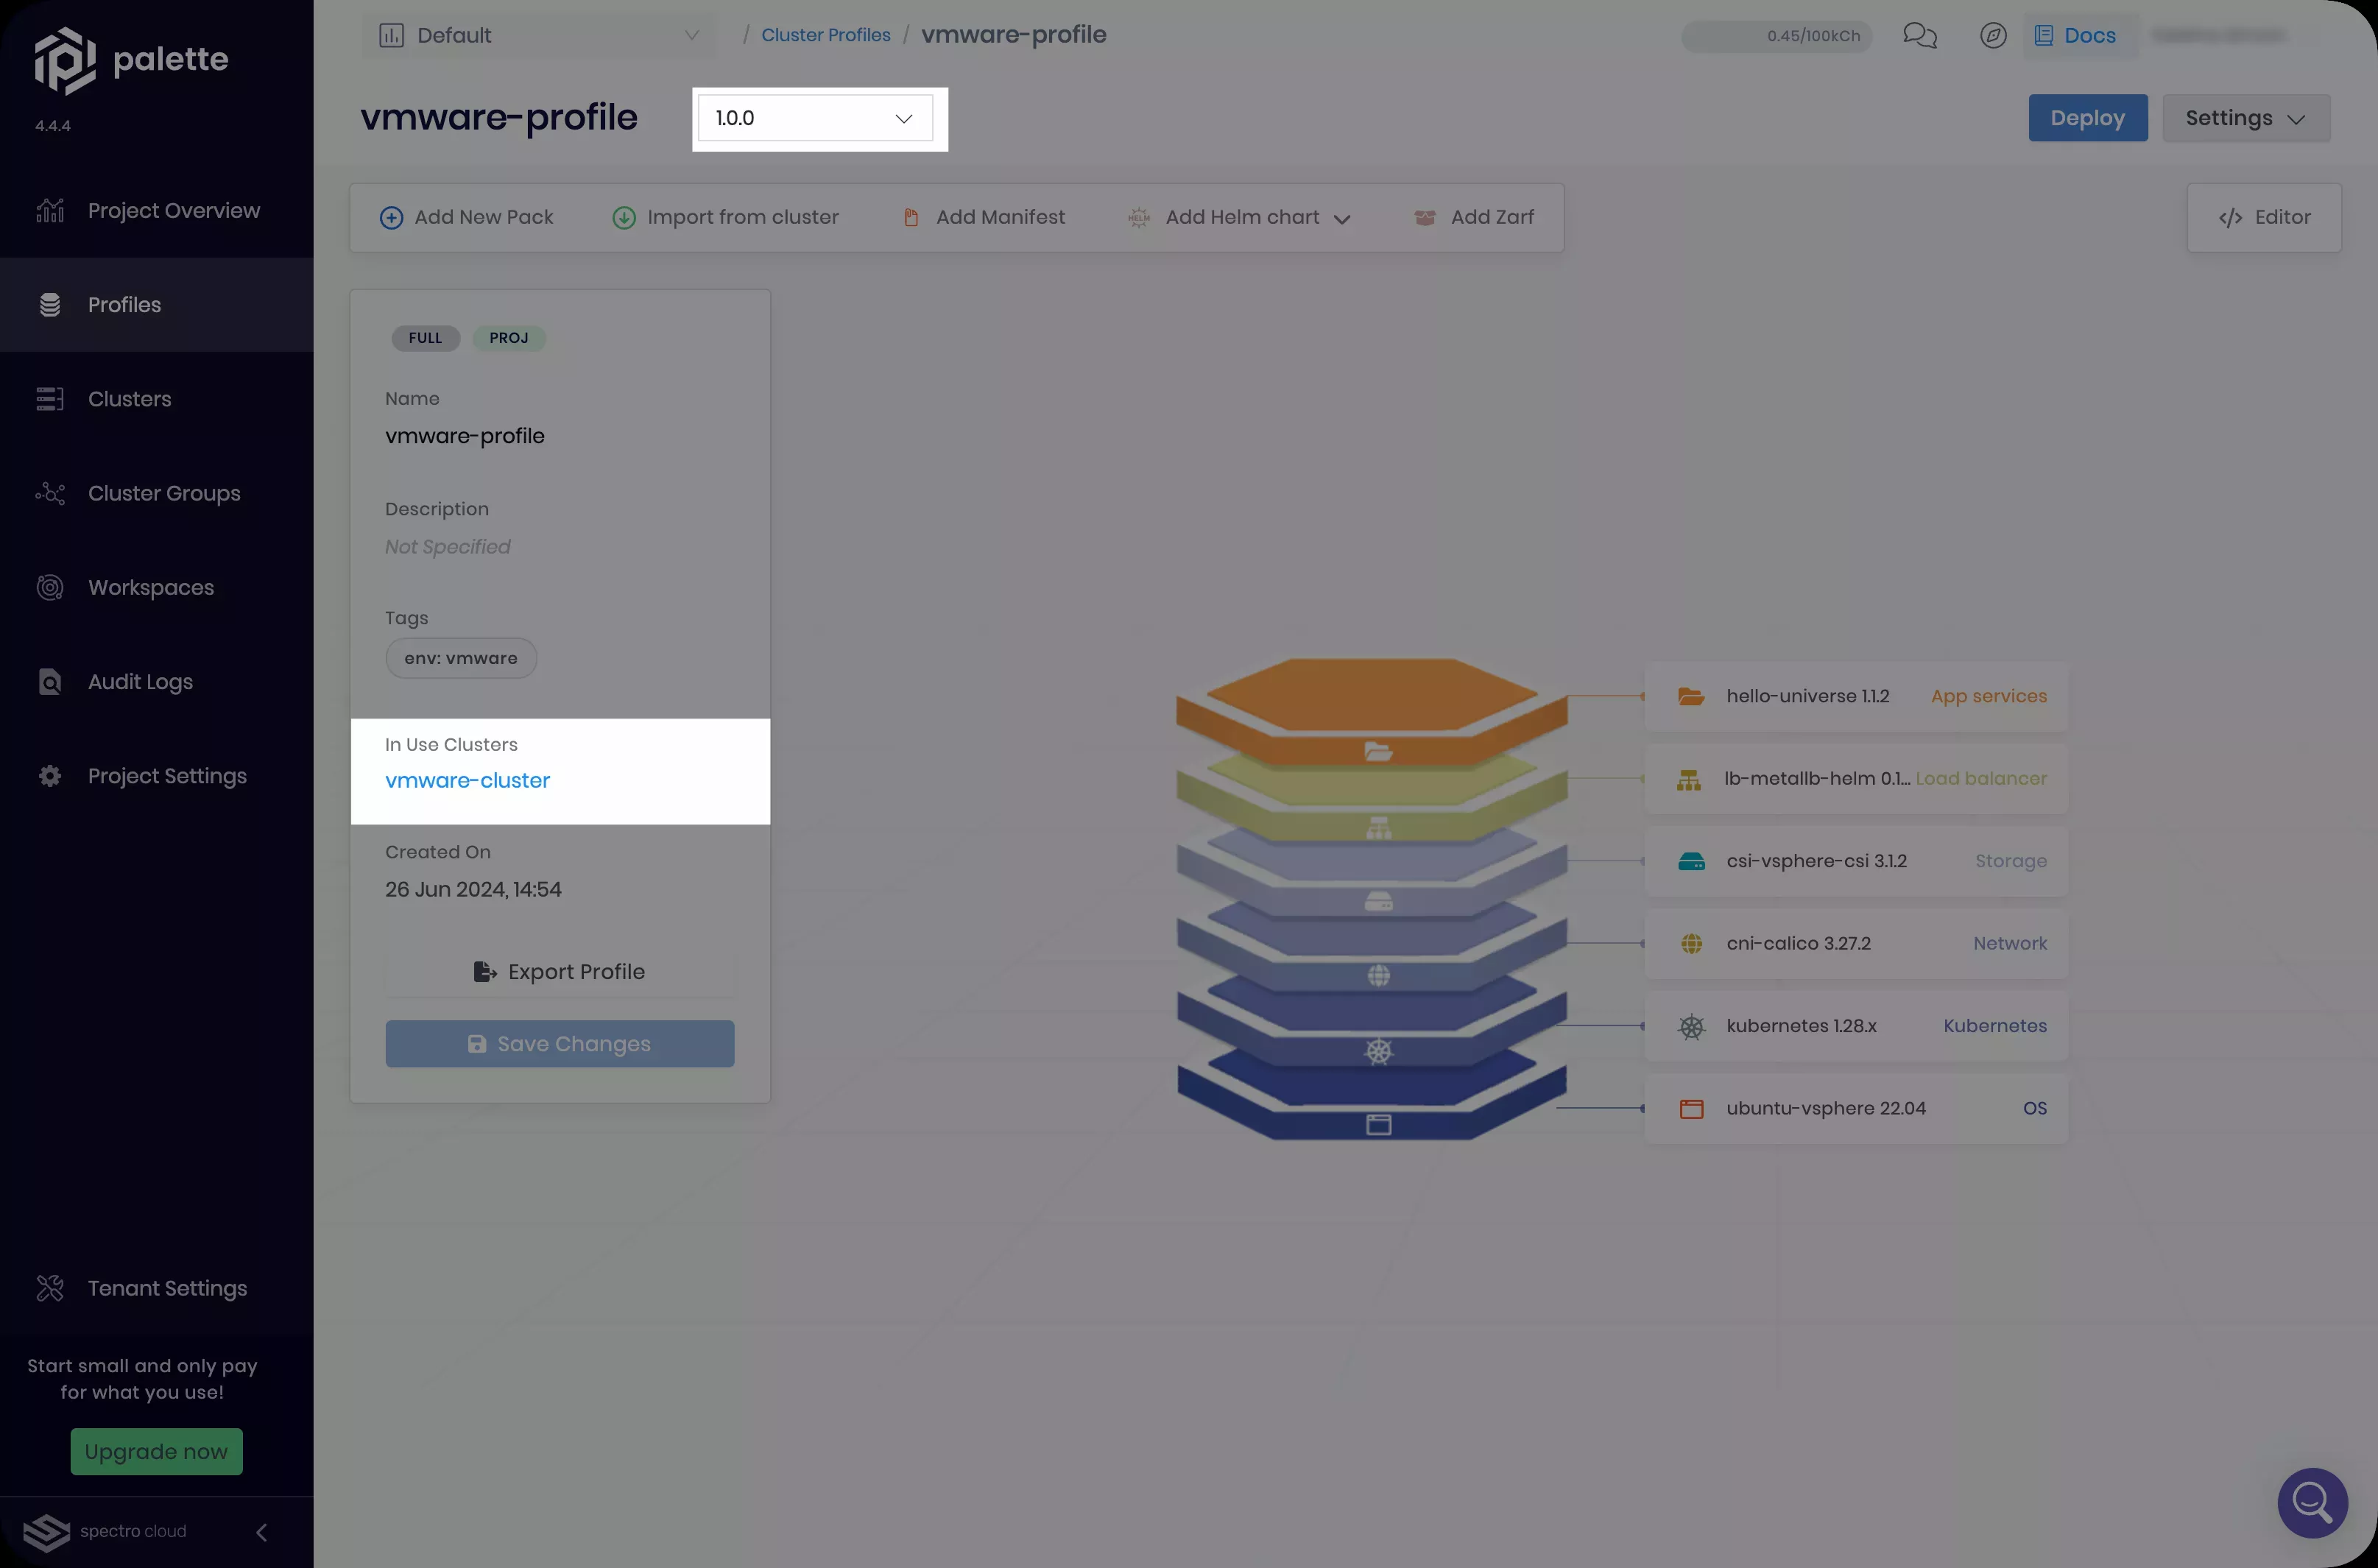 palette
4.4.4
Project Overview
Profiles
Clusters
Cluster Groups
Workspaces
Audit Logs
Project Settings
Tenant Settings
Start small and only pay
for what you use!
Upgrade now
spectro cloud
Default
/ Cluster Profiles / vmware-profile
0.45/100kCh
Docs
vmware-profile
1.0.0
Deploy
Settings
Add New Pack
Import from cluster
Add Manifest
HELM
Add Helm chart
Add Zarf
</> Editor
FULL
PROJ
Name
vmware-profile
Description
Not Specified
Tags
env: vmware
In Use Clusters
vmware-cluster
Created On
26 Jun 2024, 14:54
Export Profile
Save Changes
hello-universe 1.1.2 App services
lb-metallb-helm 0.1... Load balancer
csi-vsphere-csi 3.1.2 Storage
cni-calico 3.27.2 Network
kubernetes 1.28.x Kubernetes
ubuntu-vsphere 22.04 OS